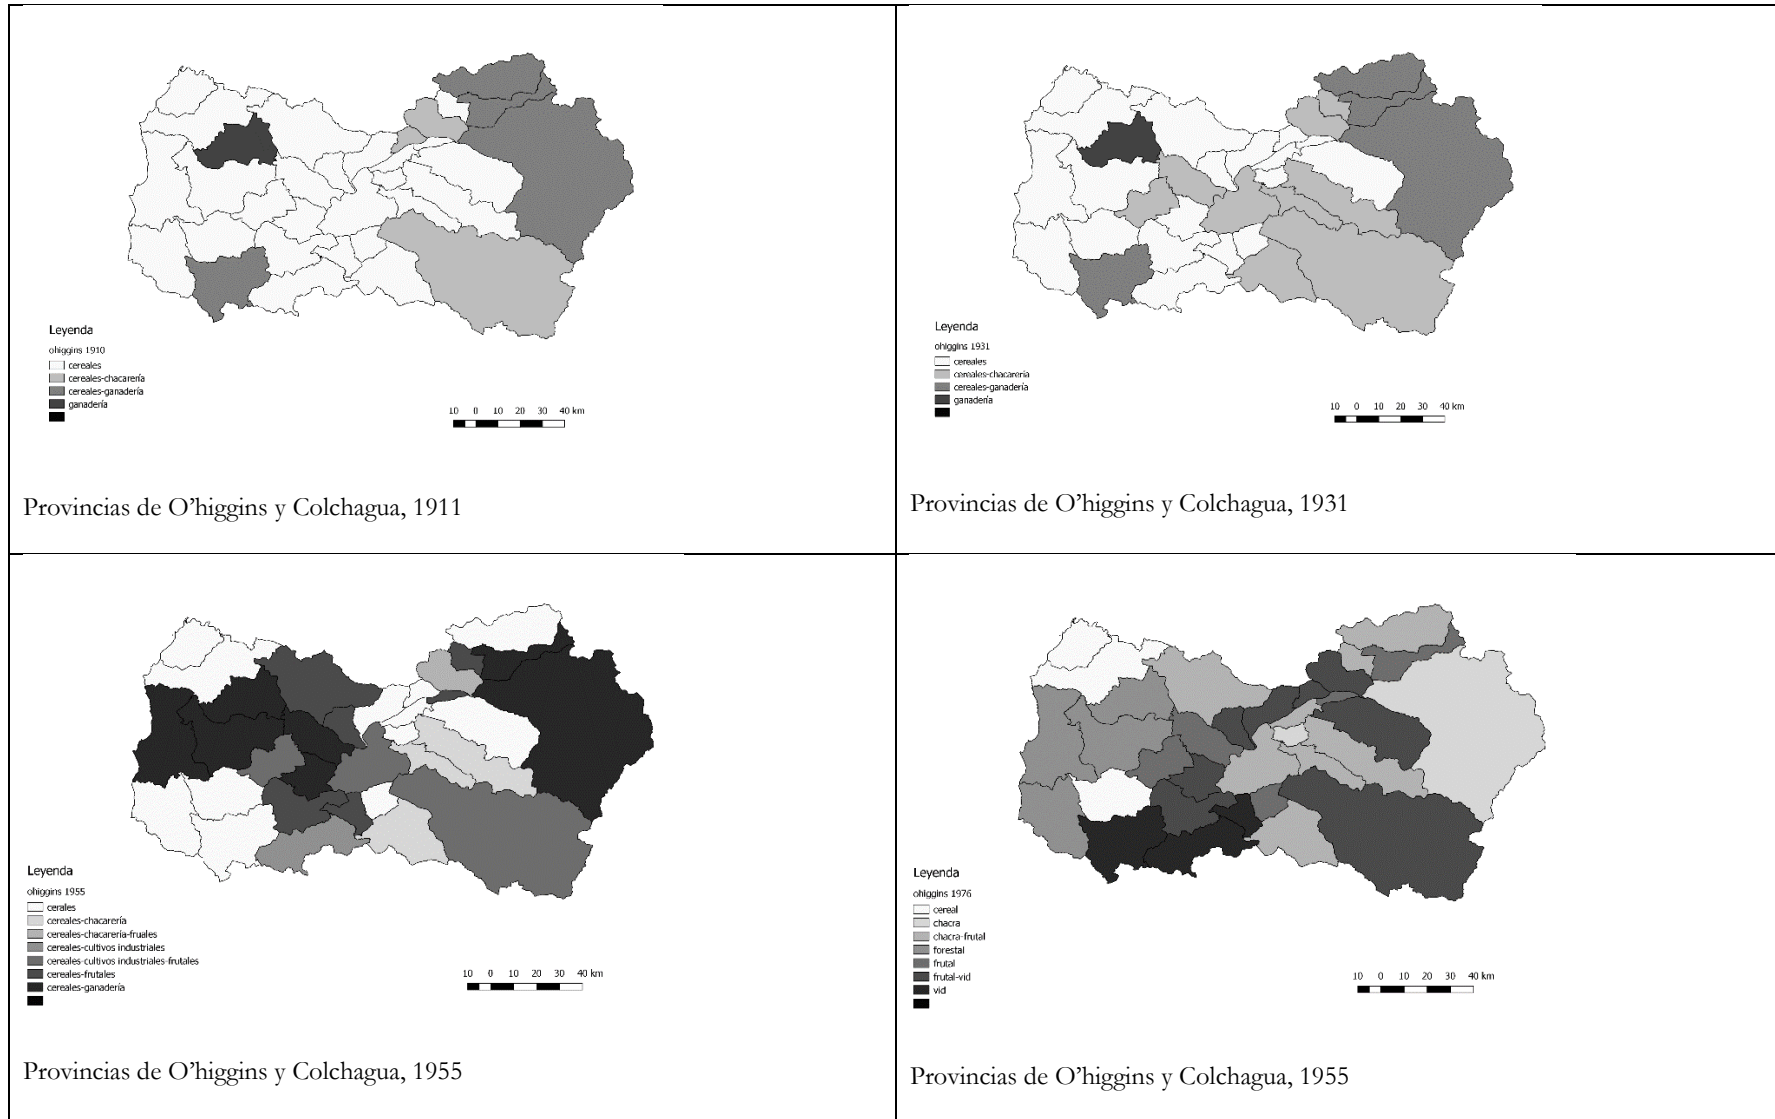 Leyenda
ohiggins 1910
cereales
cereales-chacarería
cereales-ganadería
ganadería
10 0 10 20 30 40 km
Provincias de O’higgins y Colchagua, 1911
Leyenda
ohiggins 1931
cereales
cereales-chacarería
cereales-ganadería
ganadería
10 0 10 20 30 40 km
Provincias de O’higgins y Colchagua, 1931
Leyenda
ohiggins 1955
cerales
cereales-chacarería
cereales-chacarería-fruales
cereales-cultivos industriales
cereales-cultivos industriales-frutales
cereales-frutales
cereales-ganadería
10 0 10 20 30 40 km
Provincias de O’higgins y Colchagua, 1955
Leyenda
ohiggins 1976
cereal
chacra
chacra-frutal
forestal
frutal
frutal-vid
vid
10 0 10 20 30 40 km
Provincias de O’higgins y Colchagua, 1955